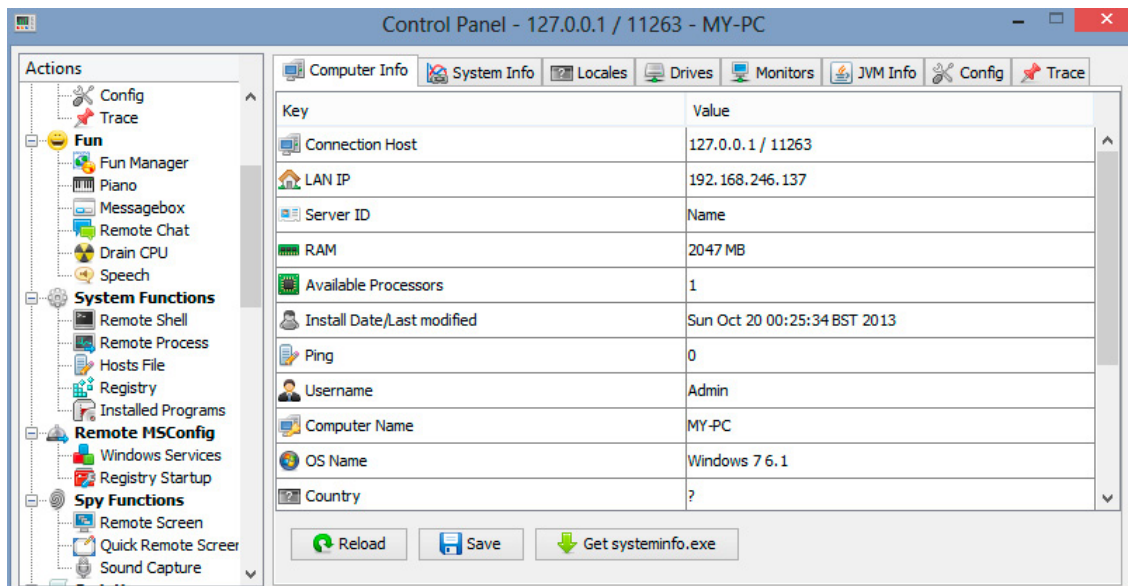 Control Panel - 127.0.0.1 / 11263 - MY-PC
Actions
Config
Trace
Fun
Fun Manager
Piano
Messagebox
Remote Chat
Drain CPU
Speech
System Functions
Remote Shell
Remote Process
Hosts File
Registry
Installed Programs
Remote MSConfig
Windows Services
Registry Startup
Spy Functions
Remote Screen
Quick Remote Screen
Sound Capture
Computer Info System Info Locales Drives Monitors JVM Info Config Trace
Key Value
Connection Host 127.0.0.1 / 11263
LAN IP 192.168.246.137
Server ID Name
RAM 2047 MB
Available Processors 1
Install Date/Last modified Sun Oct 20 00:25:34 BST 2013
Ping 0
Username Admin
Computer Name MY-PC
OS Name Windows 7 6.1
Country ?
Reload Save Get systeminfo.exe